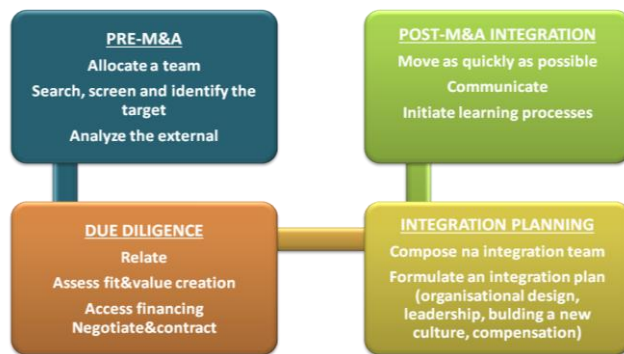 PRE-M&A
Allocate a team
Search, screen and identify the
target
Analyze the external
DUE DILIGENCE
Relate
Assess fit&value creation
Access financing
Negotiate&contract
INTEGRATION PLANNING
Compose na integration team
Formulate an integration plan
(organisational design,
leadership, bulding a new
culture, compensation)
POST-M&A INTEGRATION
Move as quickly as possible
Communicate
Initiate learning processes